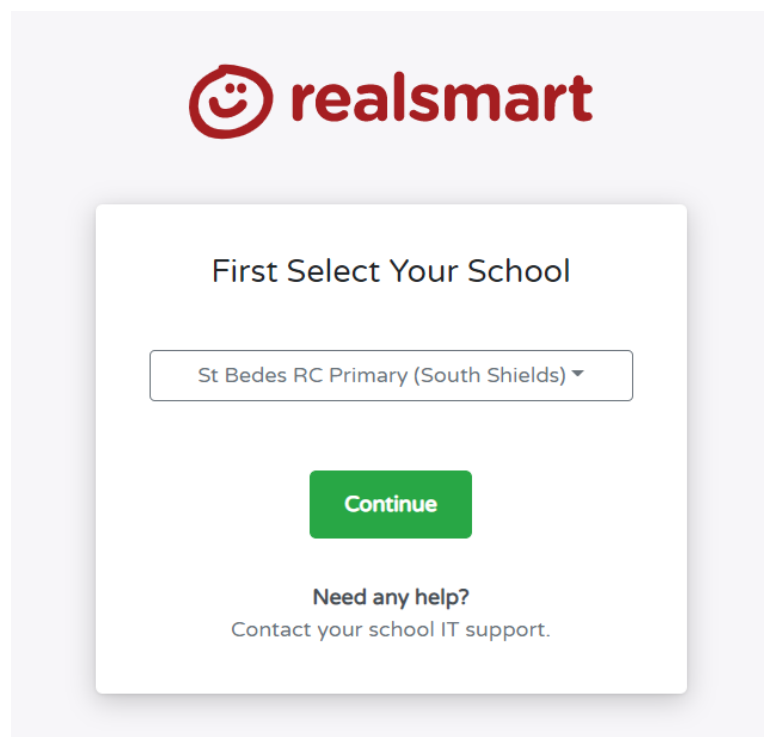 realsmart
First Select Your School
St Bedes RC Primary (South Shields)
Continue
Need any help?
Contact your school IT support.